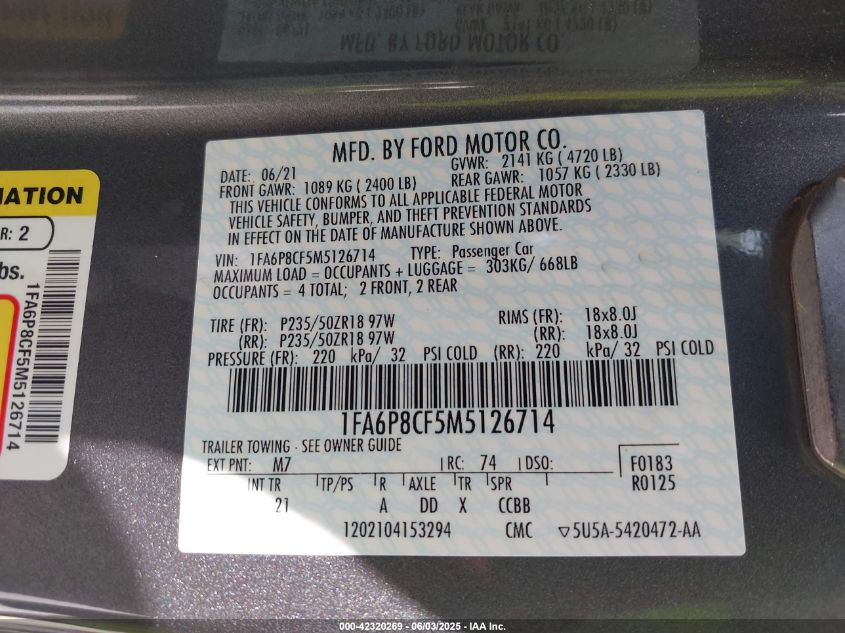 MFD. BY FORD MOTOR CO.
MFD. BY FORD MOTOR CO.
DATE: 06/21 GVWR: 2141 KG ( 4720 LB)
FRONT GAWR: 1089 KG ( 2400 LB) REAR GAWR: 1057 KG ( 2330 LB)
THIS VEHICLE CONFORMS TO ALL APPLICABLE FEDERAL MOTOR
VEHICLE SAFETY, BUMPER, AND THEFT PREVENTION STANDARDS
IN EFFECT ON THE DATE OF MANUFACTURE SHOWN ABOVE.
VIN: 1FA6P8CF5M5126714 TYPE: Passenger Car
MAXIMUM LOAD = OCCUPANTS + LUGGAGE = 303KG/ 668LB
OCCUPANTS = 4 TOTAL; 2 FRONT, 2 REAR
TIRE (FR): P235/50ZR18 97W RIMS (FR): 18x8.0J
(RR): P235/50ZR18 97W (RR): 18x8.0J
PRESSURE (FR): 220 kPa/ 32 PSI COLD (RR): 220 kPa/ 32 PSI COLD
1FA6P8CF5M5126714
TRAILER TOWING - SEE OWNER GUIDE
EXT PNT: M7 RC: 74 DSO: F0183
INT TR TP/PS R AXLE TR SPR R0125
21 A DD X CCBB
1202104153294 CMC ▽5U5A-5420472-AA
MATION
R: 2
bs.
1FA6P8CF5M5126714
000-42320269 - 06/03/2025 - IAA Inc.